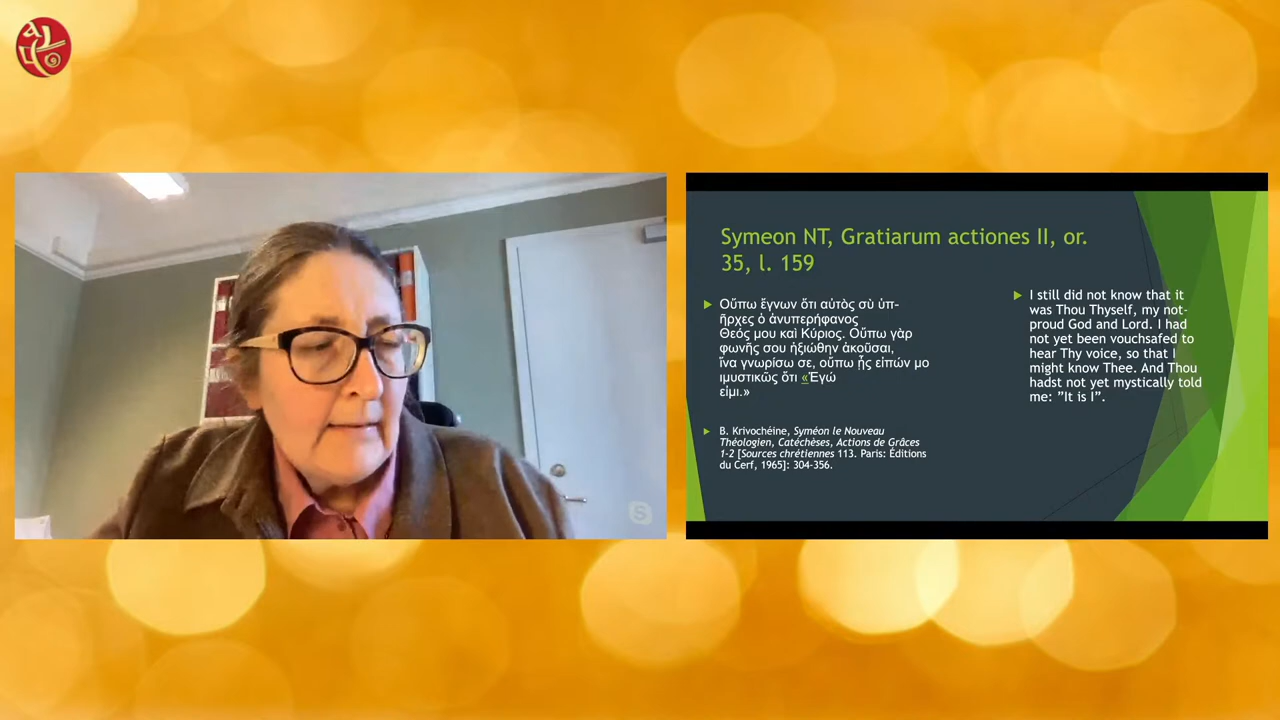 Symeon NT, Gratiarum actiones II, or.
35, l. 159
Οὔπω ἔγνων ὅτι αὐτὸς σὺ ὑπ-
ῆρχες ὁ ἀνυπερήφανος
Θεός μου καὶ Κύριος. Οὔπω γὰρ
φωνῆς σου ἠξιώθην ἀκοῦσαι,
ἵνα γνωρίσω σε, οὔπω ᾖς εἰπών μο
ιμυστικῶς ὅτι «Ἐγώ
εἰμι.»
B. Krivochéine, Syméon le Nouveau
Théologien, Catéchèses, Actions de Grâces
1-2 [Sources chrétiennes 113. Paris: Éditions
du Cerf, 1965]: 304-356.
I still did not know that it
was Thou Thyself, my not-
proud God and Lord. I had
not yet been vouchsafed to
hear Thy voice, so that I
might know Thee. And Thou
hadst not yet mystically told
me: ”It is I”.